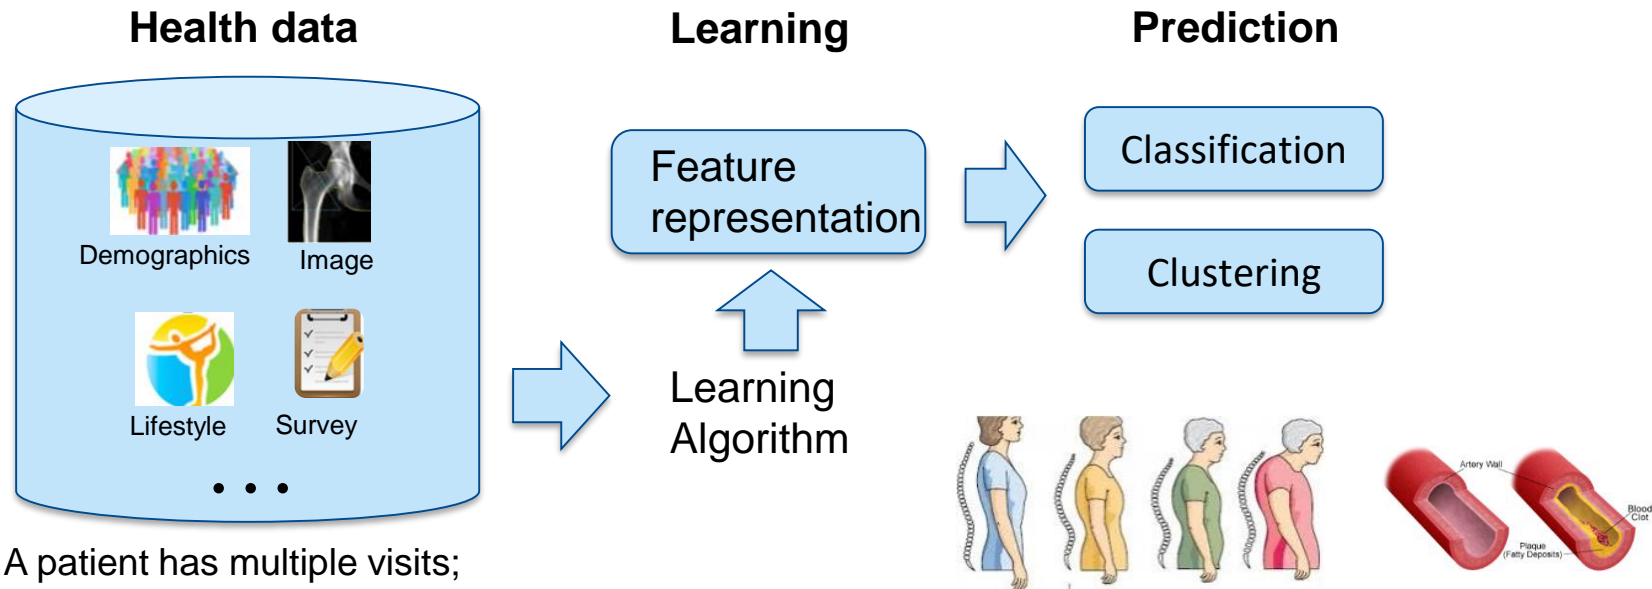 Health data
Learning
Prediction
Demographics
Image
Lifestyle
Survey
• • •
A patient has multiple visits;
Feature
representation
Learning
Algorithm
Classification
Clustering
Artery Wall
Blood
Clot
Plaque
(Fatty Deposits)